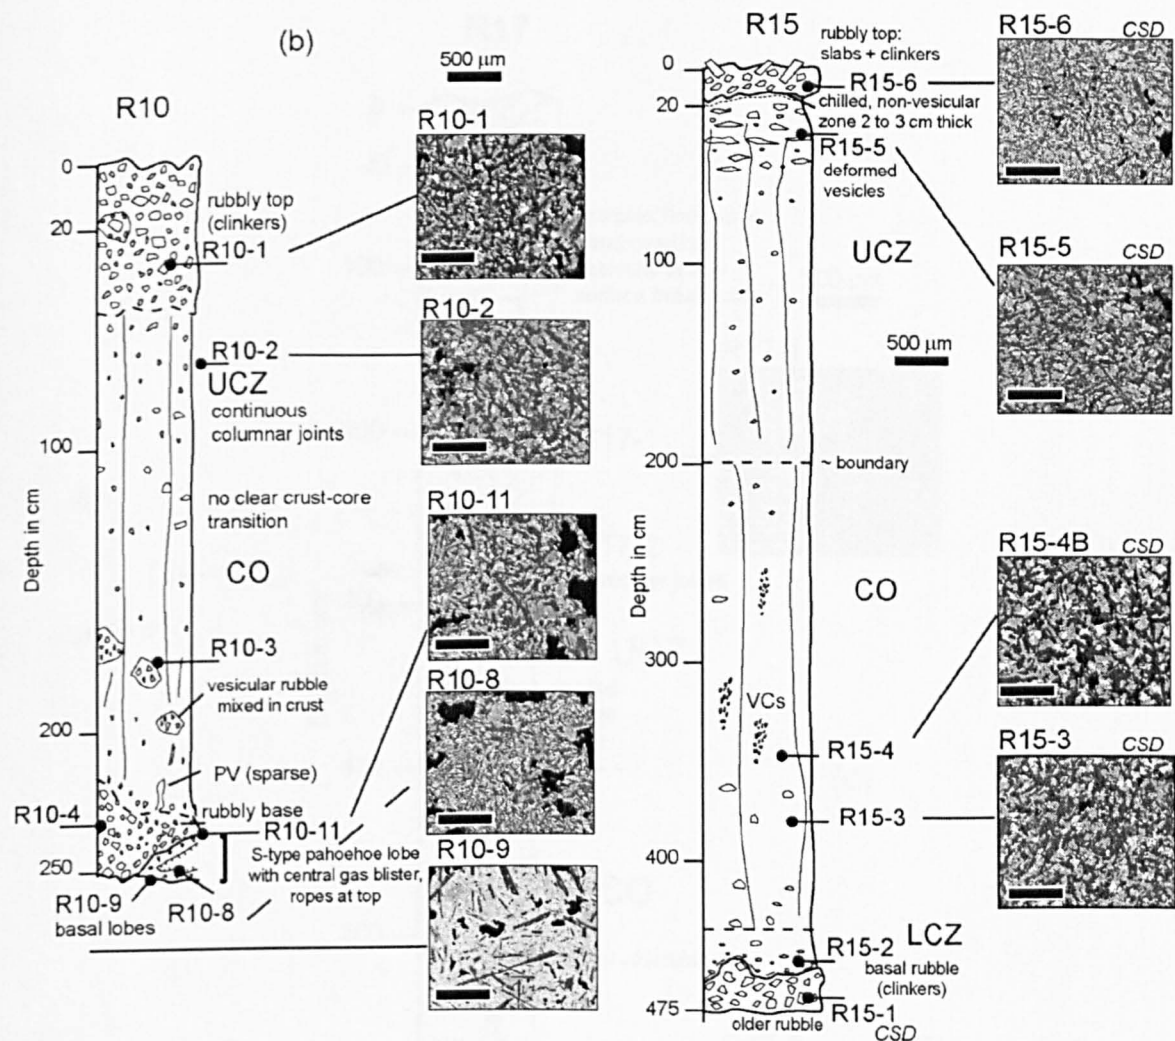 (b)
500 µm
R10
0
20
100
200
250
Depth in cm
rubbly top
(clinkers)
R10-1
R10-2
UCZ
continuous
columnar joints
no clear crust-core
transition
CO
R10-3
vesicular rubble
mixed in crust
PV (sparse)
rubbly base
R10-4
R10-11
S-type pahoehoe lobe
with central gas blister,
ropes at top
R10-9
R10-8
basal lobes
R10-1
R10-2
R10-11
R10-8
R10-9
R15
rubbly top:
slabs + clinkers
0
20
100
200
300
400
475
Depth in cm
R15-6
chilled, non-vesicular
zone 2 to 3 cm thick
R15-5
deformed
vesicles
UCZ
500 µm
boundary
CO
VCs
R15-4
R15-3
LCZ
R15-2
basal rubble
(clinkers)
R15-1
older rubble
CSD
R15-6 CSD
R15-5 CSD
R15-4B CSD
R15-3 CSD